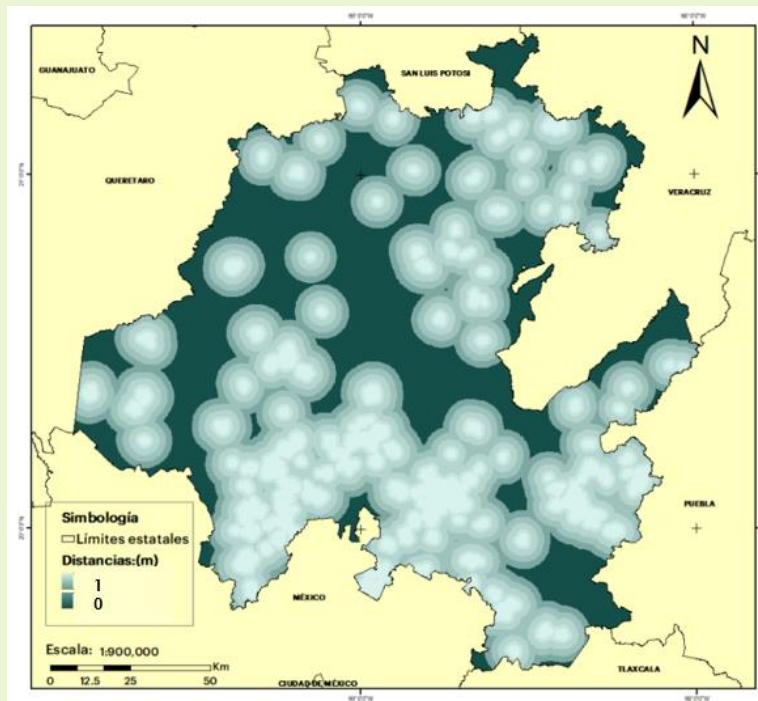 N
GUANAJUATO
SAN LUIS POTOSI
QUERETARO
VERACRUZ
PUEBLA
MÉXICO
TLAXCALA
CIUDAD DE MÉXICO
Simbología
Límites estatales
Distancias:(m)
1
0
Escala: 1:900,000
Km
0 12.5 25 50